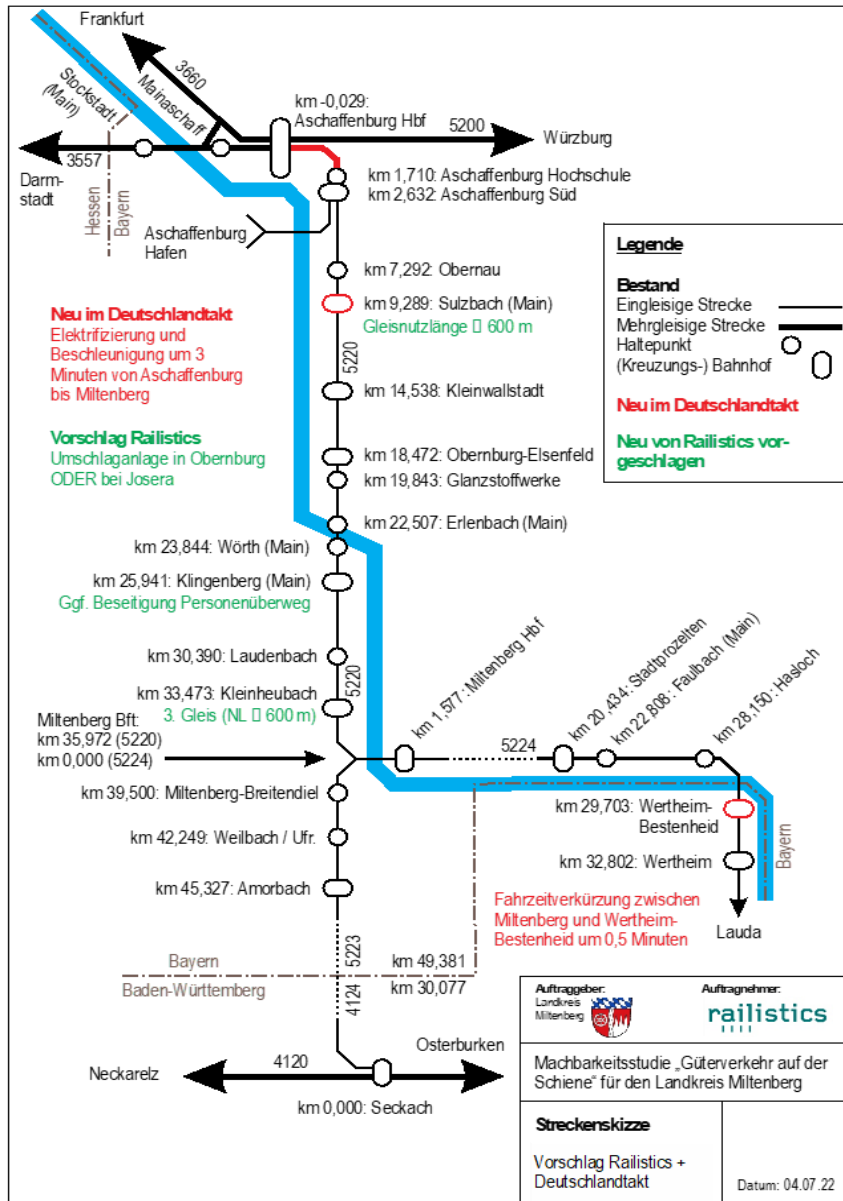 Frankfurt
3660
Stockstadt
(Main)
Mainaschaff
km -0,029:
Aschaffenburg Hbf
5200
Würzburg
3557
Darm-
stadt
Hessen
Bayern
km 1,710: Aschaffenburg Hochschule
km 2,632: Aschaffenburg Süd
Aschaffenburg
Hafen
km 7,292: Obernau
km 9,289: Sulzbach (Main)
Gleisnutzlänge ▯ 600 m
5220
Neu im Deutschlandtakt
Elektrifizierung und
Beschleunigung um 3
Minuten von Aschaffenburg
bis Miltenberg
km 14,538: Kleinwallstadt
Vorschlag Railistics
Umschlaganlage in Obernburg
ODER bei Josera
km 18,472: Obernburg-Elsenfeld
km 19,843: Glanzstoffwerke
km 22,507: Erlenbach (Main)
km 23,844: Wörth (Main)
km 25,941: Klingenberg (Main)
Ggf. Beseitigung Personenüberweg
km 30,390: Laudenbach
km 33,473: Kleinheubach
3. Gleis (NL ▯ 600 m)
5220
Miltenberg Bft:
km 35,972 (5220)
km 0,000 (5224)
km 1,577: Miltenberg Hbf
5224
km 20,434: Stadtprozelten
km 22,808: Faulbach (Main)
km 28,150: Hasloch
km 39,500: Miltenberg-Breitendiel
km 29,703: Wertheim-
Bestenheid
km 42,249: Weilbach / Ufr.
km 32,802: Wertheim
Bayern
km 45,327: Amorbach
Fahrzeitverkürzung zwischen
Miltenberg und Wertheim-
Bestenheid um 0,5 Minuten
Lauda
5223
Bayern
km 49,381
Baden-Württemberg
km 30,077
4124
Neckarelz
4120
Osterburken
km 0,000: Seckach
Legende
Bestand
Eingleisige Strecke
Mehrgleisige Strecke
Haltepunkt
(Kreuzungs-) Bahnhof
Neu im Deutschlandtakt
Neu von Railistics vor-
geschlagen
Auftraggeber:
Landkreis
Miltenberg
Auftragnehmer:
railistics
Machbarkeitsstudie „Güterverkehr auf der
Schiene“ für den Landkreis Miltenberg
Streckenskizze
Vorschlag Railistics +
Deutschlandtakt
Datum: 04.07.22